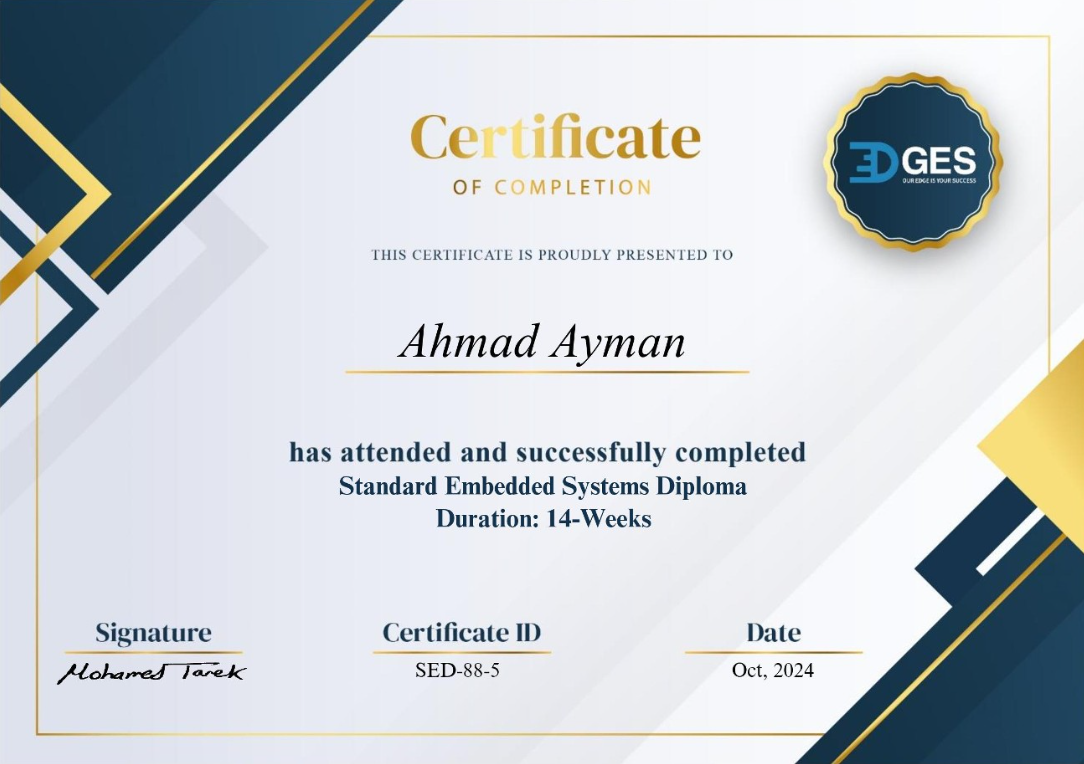 Certificate
OF COMPLETION
EDGES
OUR EDGE IS YOUR SUCCESS
THIS CERTIFICATE IS PROUDLY PRESENTED TO
Ahmad Ayman
has attended and successfully completed
Standard Embedded Systems Diploma
Duration: 14-Weeks
Signature
Mohamed Tarek
Certificate ID
SED-88-5
Date
Oct, 2024